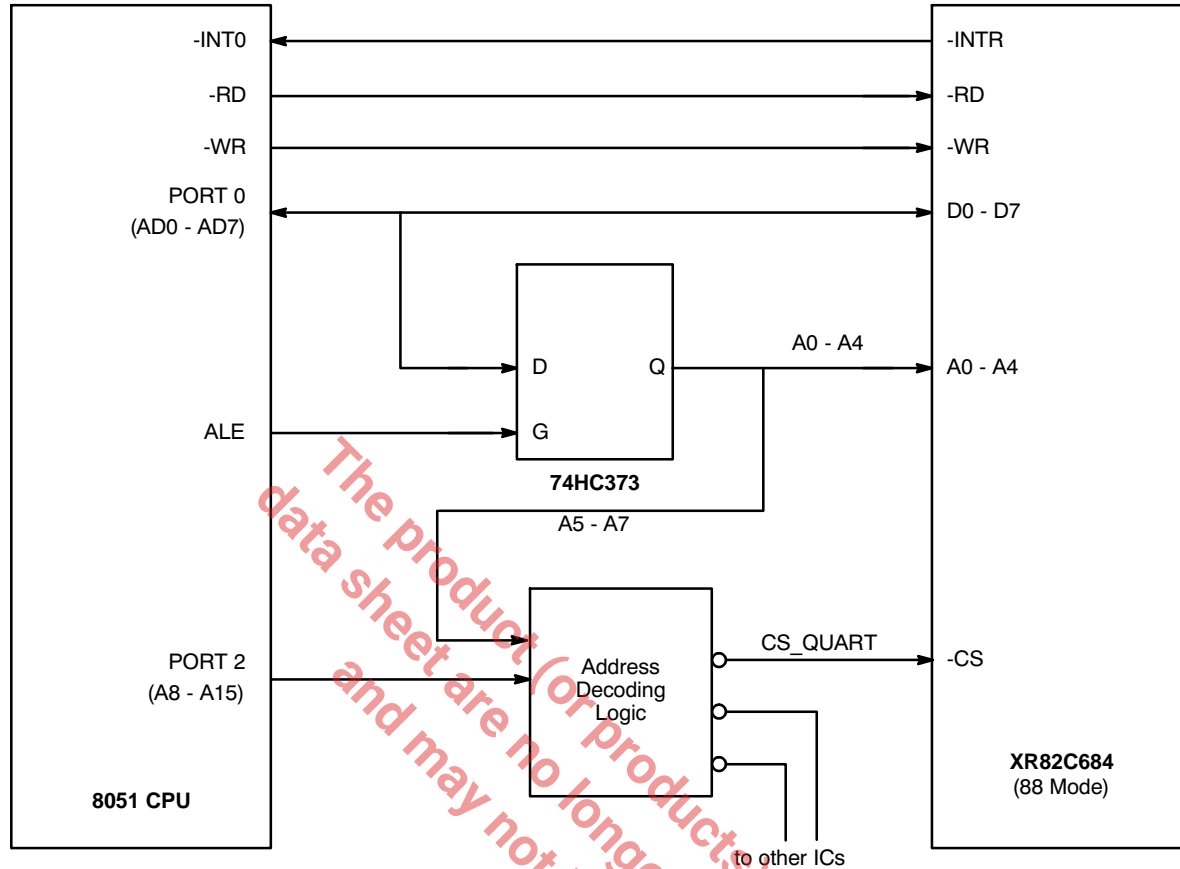 -INT0
-INTR
-RD
-RD
-WR
-WR
PORT 0
(AD0 - AD7)
D0 - D7
D
Q
A0 - A4
A0 - A4
ALE
G
74HC373
A5 - A7
PORT 2
(A8 - A15)
Address
Decoding
Logic
CS_QUART
-CS
8051 CPU
XR82C684
(88 Mode)
to other ICs
The product (or products)
data sheet are no longe
and may not